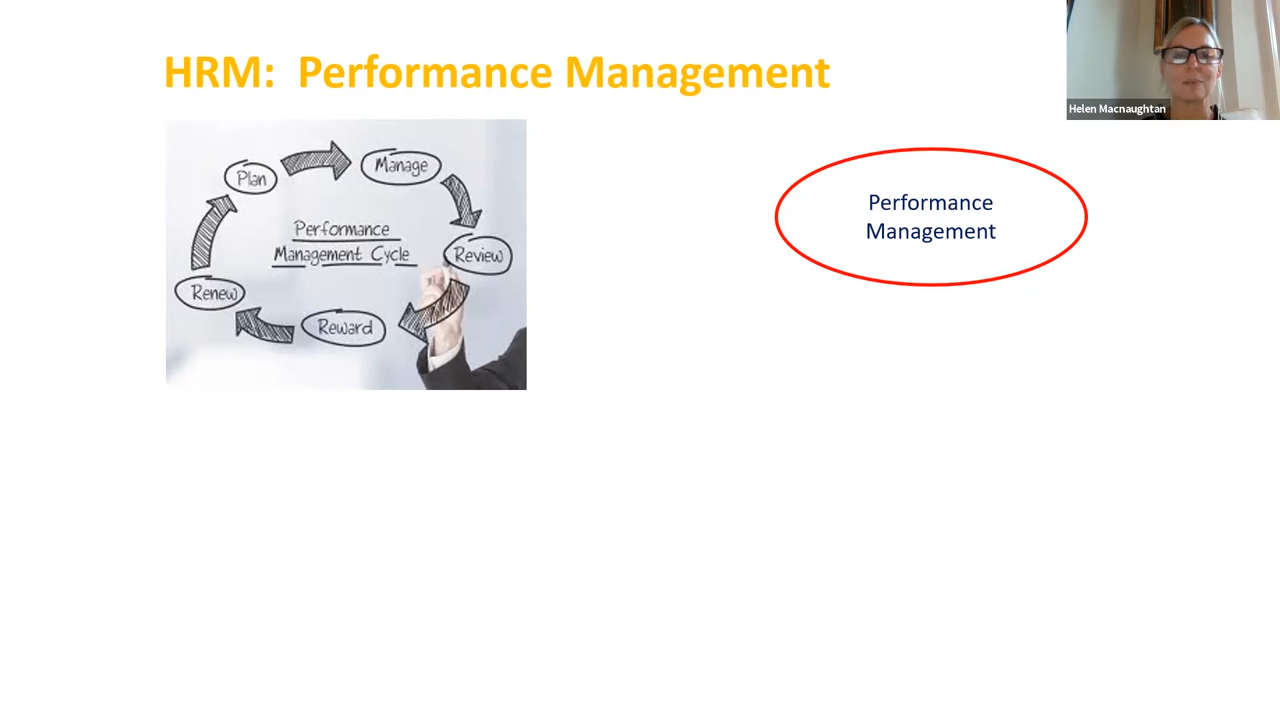 HRM: Performance Management
Helen Macnaughtan
Plan
Manage
Performance
Management Cycle
Review
Renew
Reward
Performance
Management